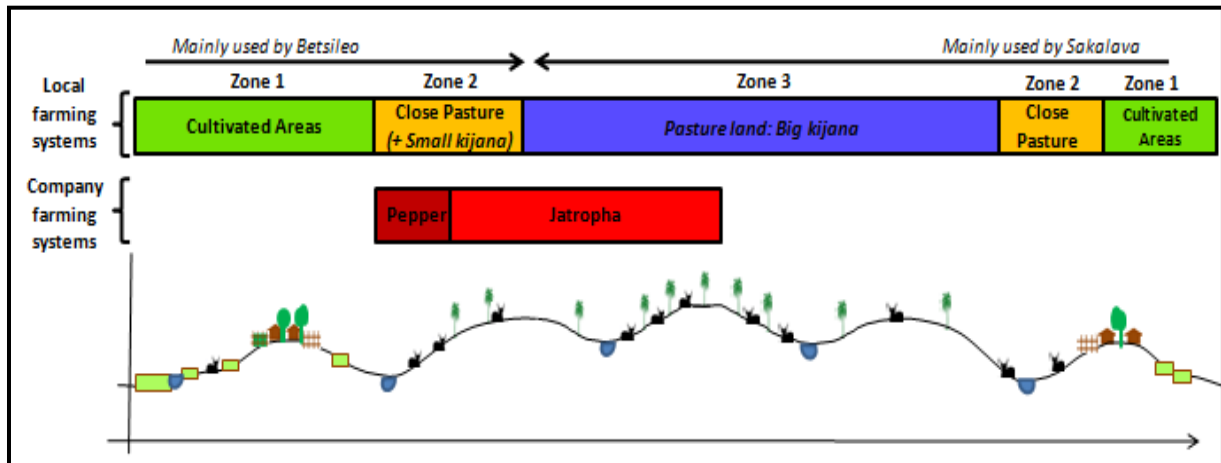 Mainly used by Betsileo
Mainly used by Sakalava
Zone 1
Zone 2
Zone 3
Zone 2
Zone 1
Local
farming
systems
Cultivated Areas
Close Pasture
(+ Small kijana)
Pasture land: Big kijana
Close
Pasture
Cultivated
Areas
Company
farming
systems
Pepper
Jatropha